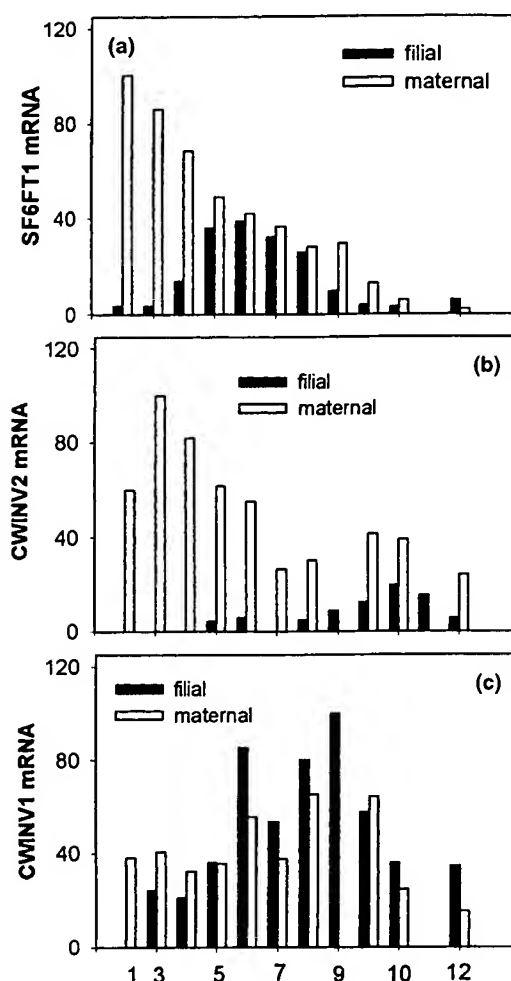 120
(a)
filial
maternal
80
SF6FT1 mRNA
40
0
120
(b)
filial
maternal
80
CWINV2 mRNA
40
0
120
(c)
filial
maternal
80
CWINV1 mRNA
40
0
1 3 5 7 9 10 12